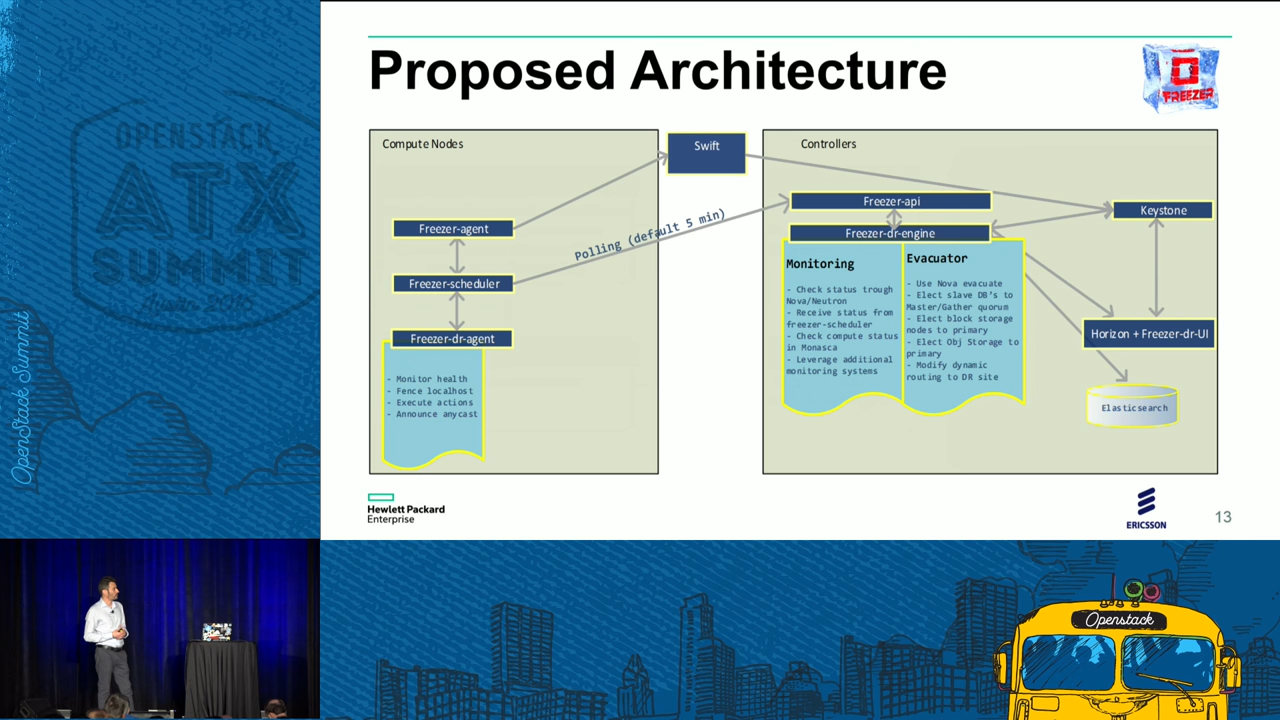 Proposed Architecture
FREEZER
Compute Nodes
Swift
Controllers
Freezer-api
Keystone
Freezer-agent
Polling (default 5 min)
Freezer-dr-engine
Monitoring
- Check status trough
Nova/Neutron
- Receive status from
freezer-scheduler
- Check compute status
in Monasca
- Leverage additional
monitoring systems
Evacuator
- Use Nova evacuate
- Elect slave DB's to
Master/Gather quorum
- Elect block storage
nodes to primary
- Elect Obj Storage to
primary
- Modify dynamic
routing to DR site
Freezer-scheduler
Freezer-dr-agent
- Monitor health
- Fence localhost
- Execute actions
- Announce anycast
Horizon + Freezer-dr-UI
Elasticsearch
Hewlett Packard
Enterprise
ERICSSON
13
OPENSTACK
ATX
SUMMIT
OpenStack Summit
Openstack